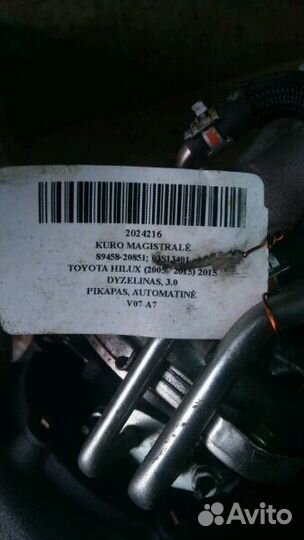 2024216
KURO MAGISTRALĖ
89458-20851; 03S13401
TOYOTA HILUX (2005 2015) 2015
DYZELINAS, 3.0
PIKAPAS, AUTOMATINĖ
V07-A7
Avito